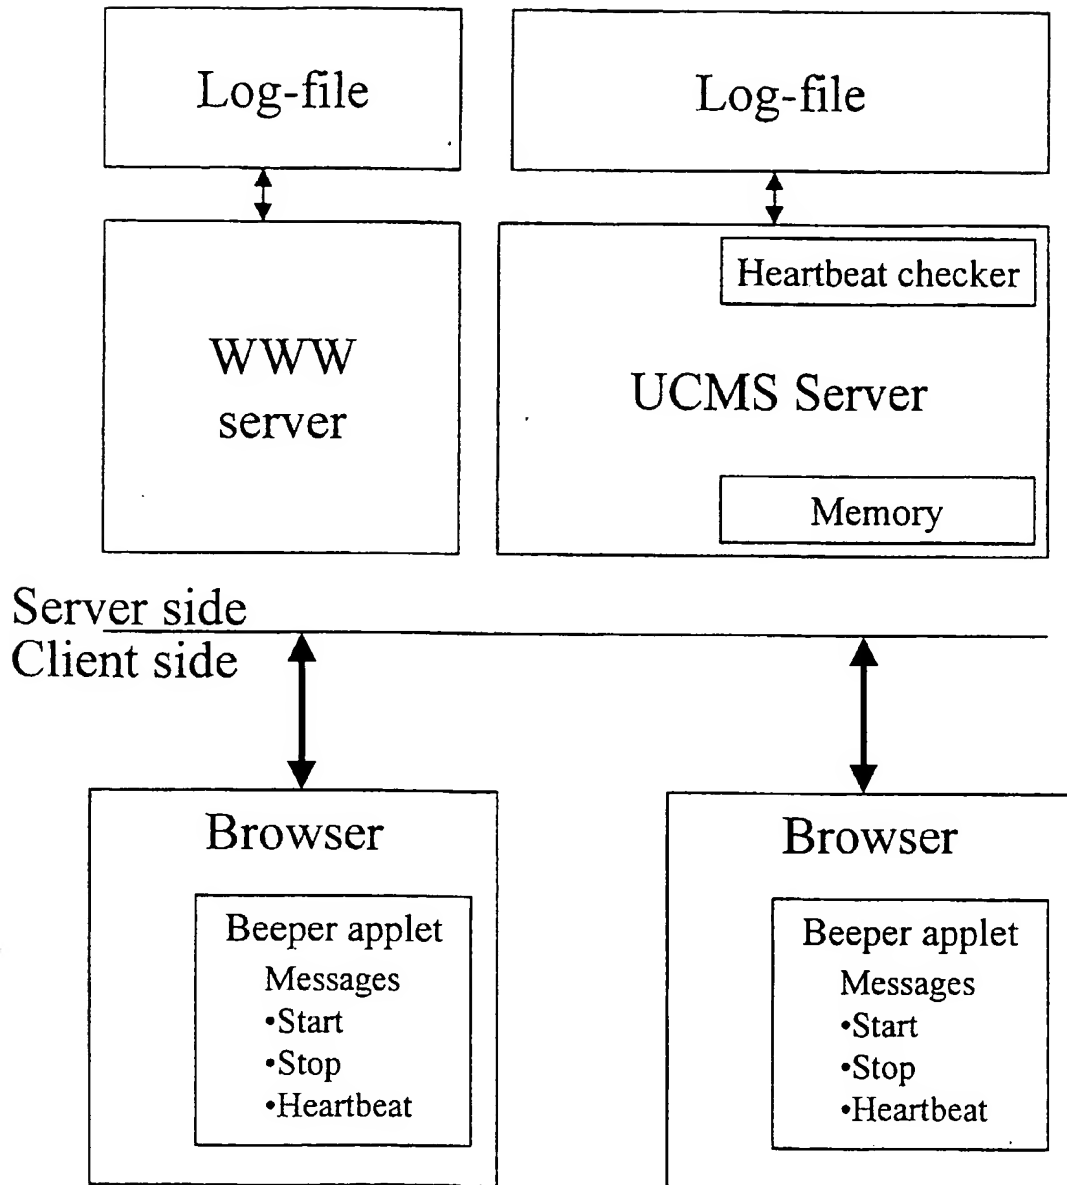 Log-file
Log-file
Heartbeat checker
WWW
server
UCMS Server
Memory
Server side
Client side
Browser
Beeper applet
Messages
•Start
•Stop
•Heartbeat
Browser
Beeper applet
Messages
•Start
•Stop
•Heartbeat